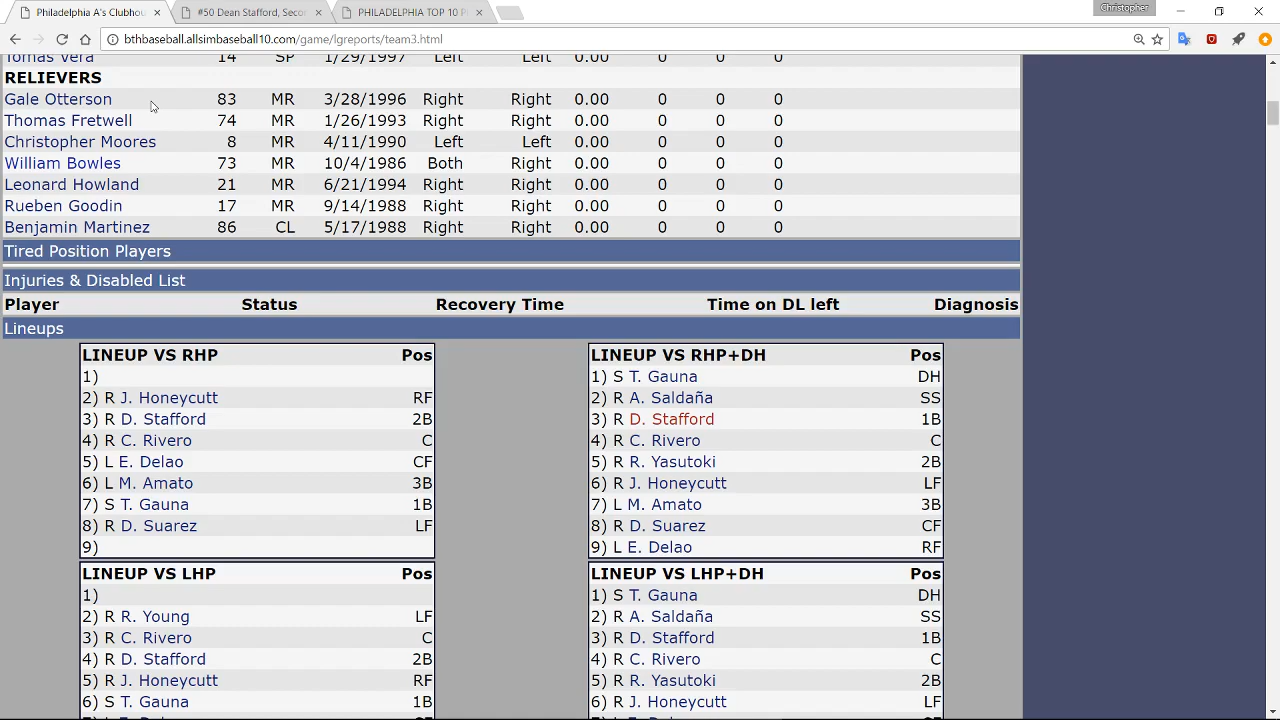 Philadelphia A's Clubhou
#50 Dean Stafford, Secor
PHILADELPHIA TOP 10 P
Christopher
bthbaseball.allsimbaseball10.com/game/lgreports/team3.html
Tomas Vera 14 SP 1/29/1997 Left Left 0.00 0 0 0
RELIEVERS
Gale Otterson 83 MR 3/28/1996 Right Right 0.00 0 0 0
Thomas Fretwell 74 MR 1/26/1993 Right Right 0.00 0 0 0
Christopher Moores 8 MR 4/11/1990 Left Left 0.00 0 0 0
William Bowles 73 MR 10/4/1986 Both Right 0.00 0 0 0
Leonard Howland 21 MR 6/21/1994 Right Right 0.00 0 0 0
Rueben Goodin 17 MR 9/14/1988 Right Right 0.00 0 0 0
Benjamin Martinez 86 CL 5/17/1988 Right Right 0.00 0 0 0
Tired Position Players
Injuries & Disabled List
Player Status Recovery Time Time on DL left Diagnosis
Lineups
LINEUP VS RHP Pos
1)
2) R J. Honeycutt RF
3) R D. Stafford 2B
4) R C. Rivero C
5) L E. Delao CF
6) L M. Amato 3B
7) S T. Gauna 1B
8) R D. Suarez LF
9)
LINEUP VS RHP+DH Pos
1) S T. Gauna DH
2) R A. Saldaña SS
3) R D. Stafford 1B
4) R C. Rivero C
5) R R. Yasutoki 2B
6) R J. Honeycutt LF
7) L M. Amato 3B
8) R D. Suarez CF
9) L E. Delao RF
LINEUP VS LHP Pos
1)
2) R R. Young LF
3) R C. Rivero C
4) R D. Stafford 2B
5) R J. Honeycutt RF
6) S T. Gauna 1B
LINEUP VS LHP+DH Pos
1) S T. Gauna DH
2) R A. Saldaña SS
3) R D. Stafford 1B
4) R C. Rivero C
5) R R. Yasutoki 2B
6) R J. Honeycutt LF